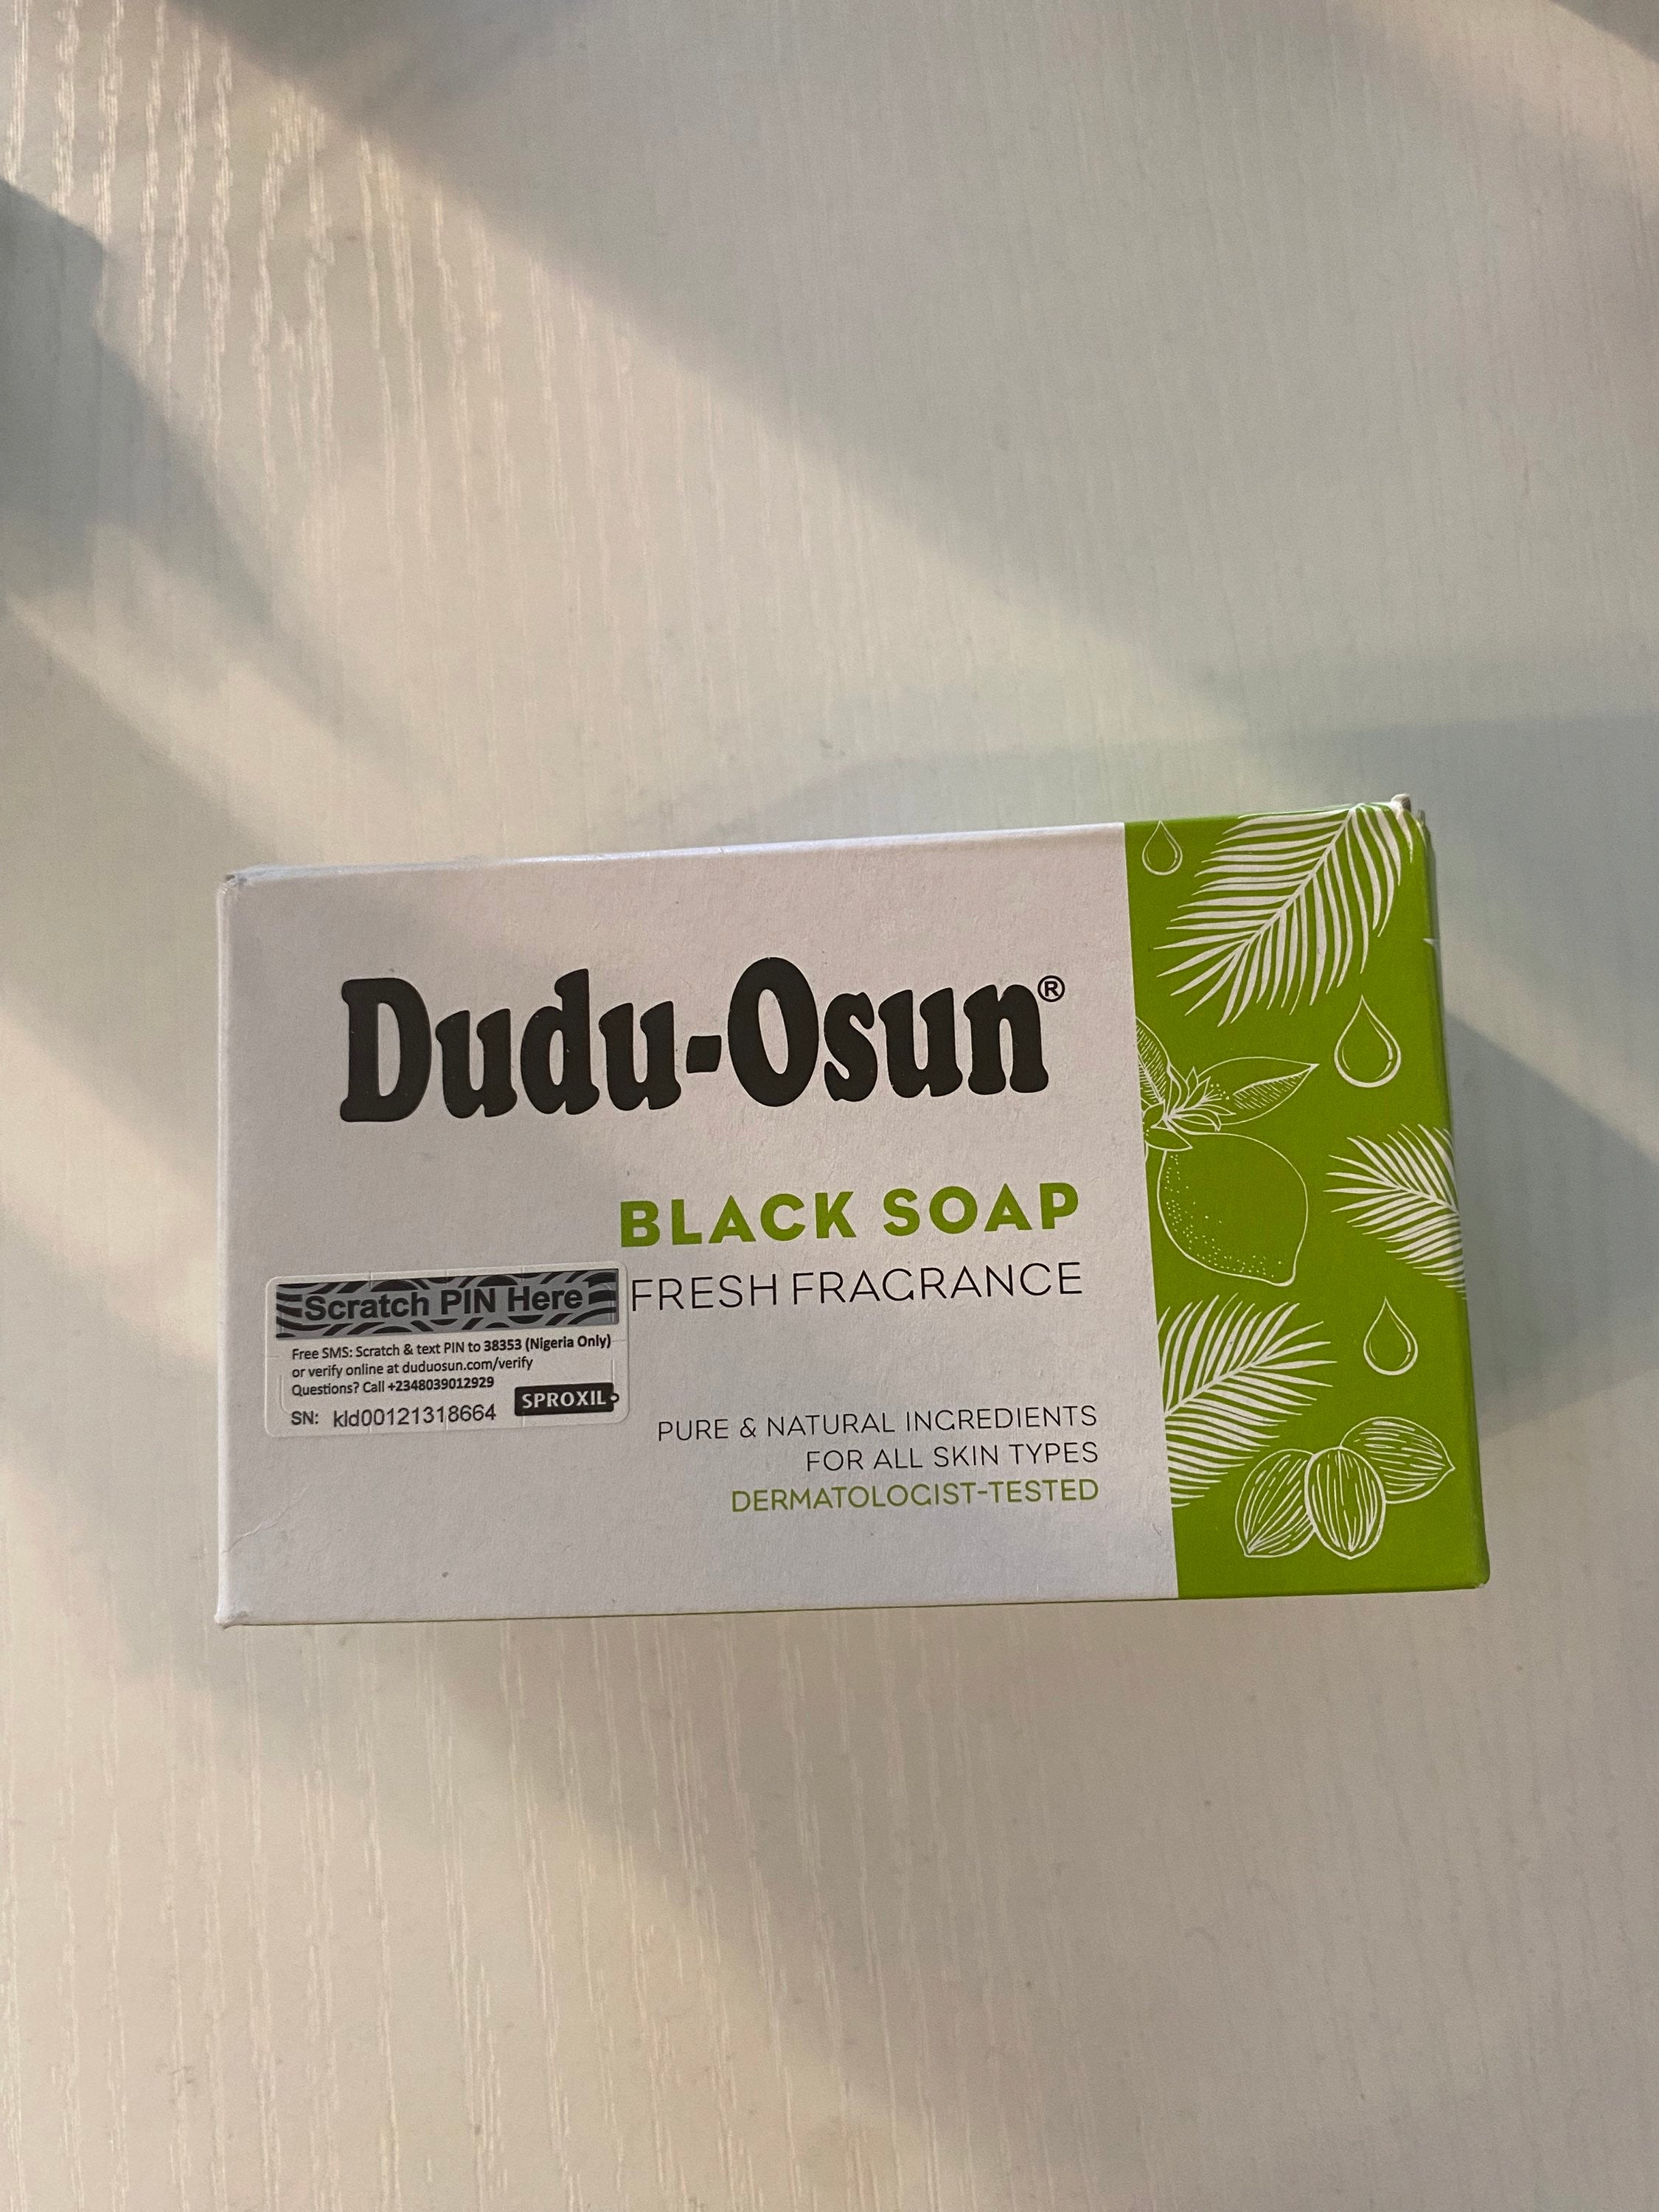 Dudu-Osun®
BLACK SOAP
FRESH FRAGRANCE
Scratch PIN Here
Free SMS: Scratch & text PIN to 38353 (Nigeria Only)
or verify online at duduosun.com/verify
Questions? Call +2348039012929
SPROXIL
SN: kld00121318664
PURE & NATURAL INGREDIENTS
FOR ALL SKIN TYPES
DERMATOLOGIST-TESTED